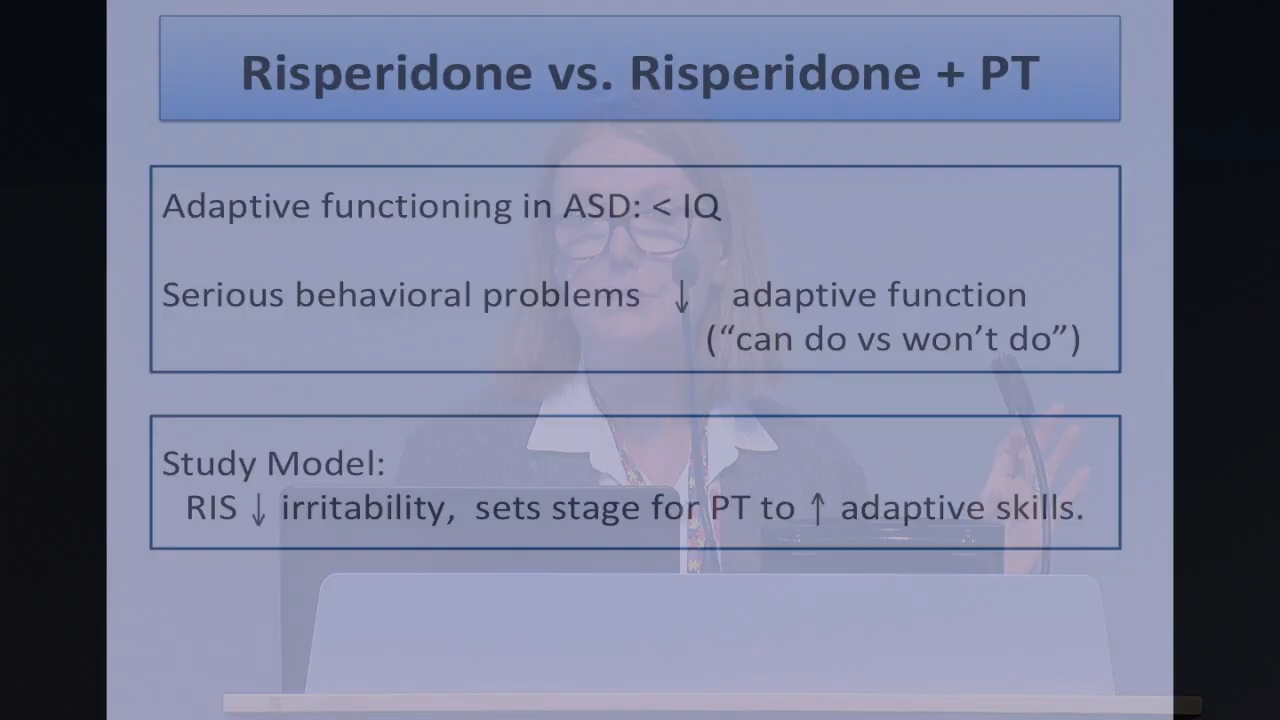 Risperidone vs. Risperidone + PT
Adaptive functioning in ASD: < IQ
Serious behavioral problems ↓ adaptive function
(“can do vs won’t do”)
Study Model:
RIS ↓ irritability, sets stage for PT to ↑ adaptive skills.